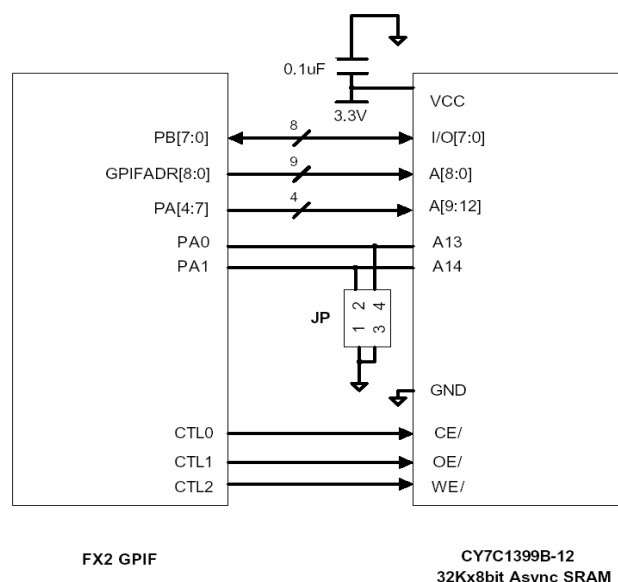 0.1uF
VCC
3.3V
PB[7:0] 8 I/O[7:0]
GPIFADR[8:0] 9 A[8:0]
PA[4:7] 4 A[9:12]
PA0 A13
PA1 A14
JP
2 4
1 3
GND
CTL0 CE/
CTL1 OE/
CTL2 WE/
FX2 GPIF
CY7C1399B-12
32Kx8bit Async SRAM